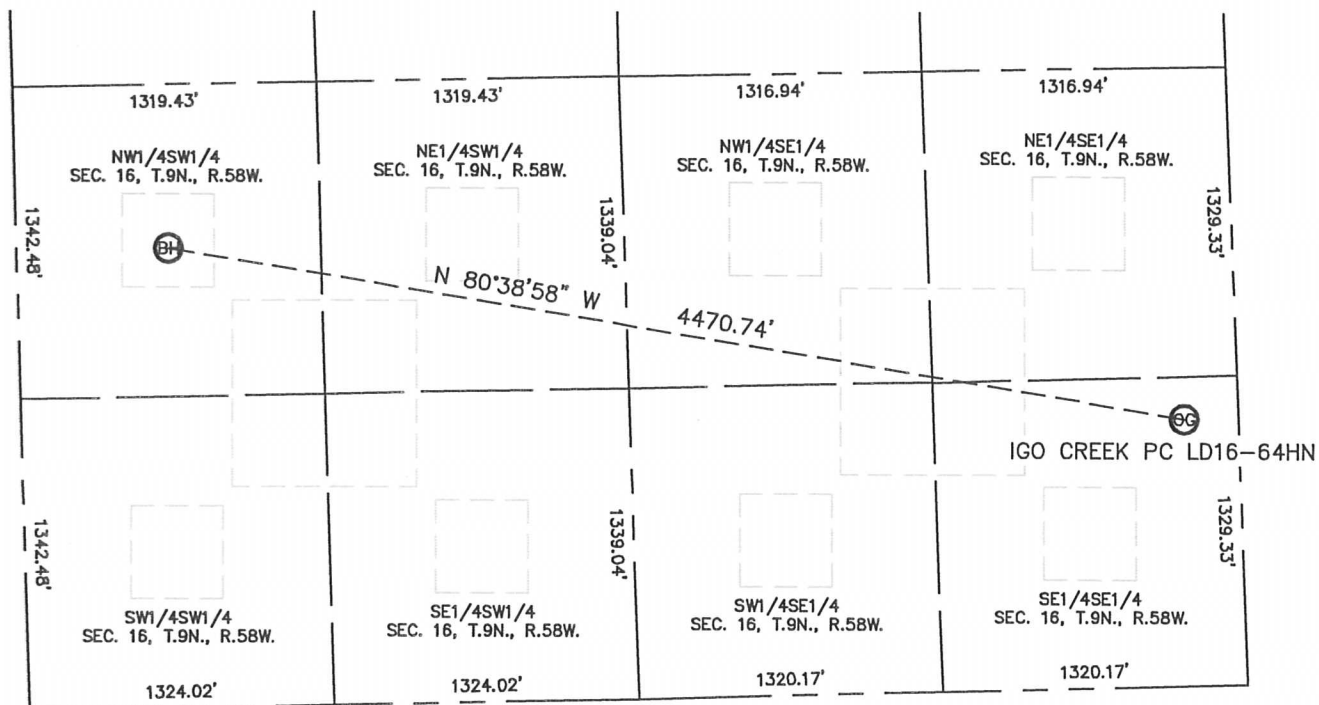 1319.43'
1319.43'
1316.94'
1316.94'
NW1/4SW1/4
SEC. 16, T.9N., R.58W.
NE1/4SW1/4
SEC. 16, T.9N., R.58W.
NW1/4SE1/4
SEC. 16, T.9N., R.58W.
NE1/4SE1/4
SEC. 16, T.9N., R.58W.
1342.48'
1339.04'
1329.33'
BH
N 80°38'58" W
4470.74'
OG
IGO CREEK PC LD16-64HN
1342.48'
1339.04'
1329.33'
SW1/4SW1/4
SEC. 16, T.9N., R.58W.
SE1/4SW1/4
SEC. 16, T.9N., R.58W.
SW1/4SE1/4
SEC. 16, T.9N., R.58W.
SE1/4SE1/4
SEC. 16, T.9N., R.58W.
1324.02'
1324.02'
1320.17'
1320.17'